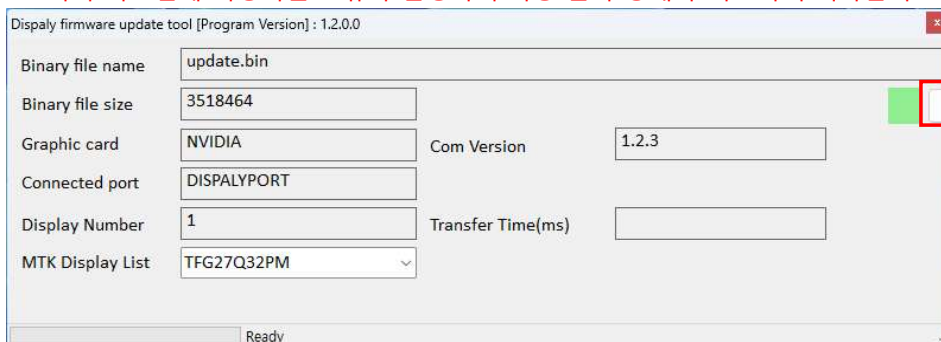 Dispaly firmware update tool [Program Version] : 1.2.0.0
Binary file name update.bin
Binary file size 3518464
Graphic card NVIDIA Com Version 1.2.3
Connected port DISPALYPORT
Display Number 1 Transfer Time(ms)
MTK Display List TFG27Q32PM
Ready